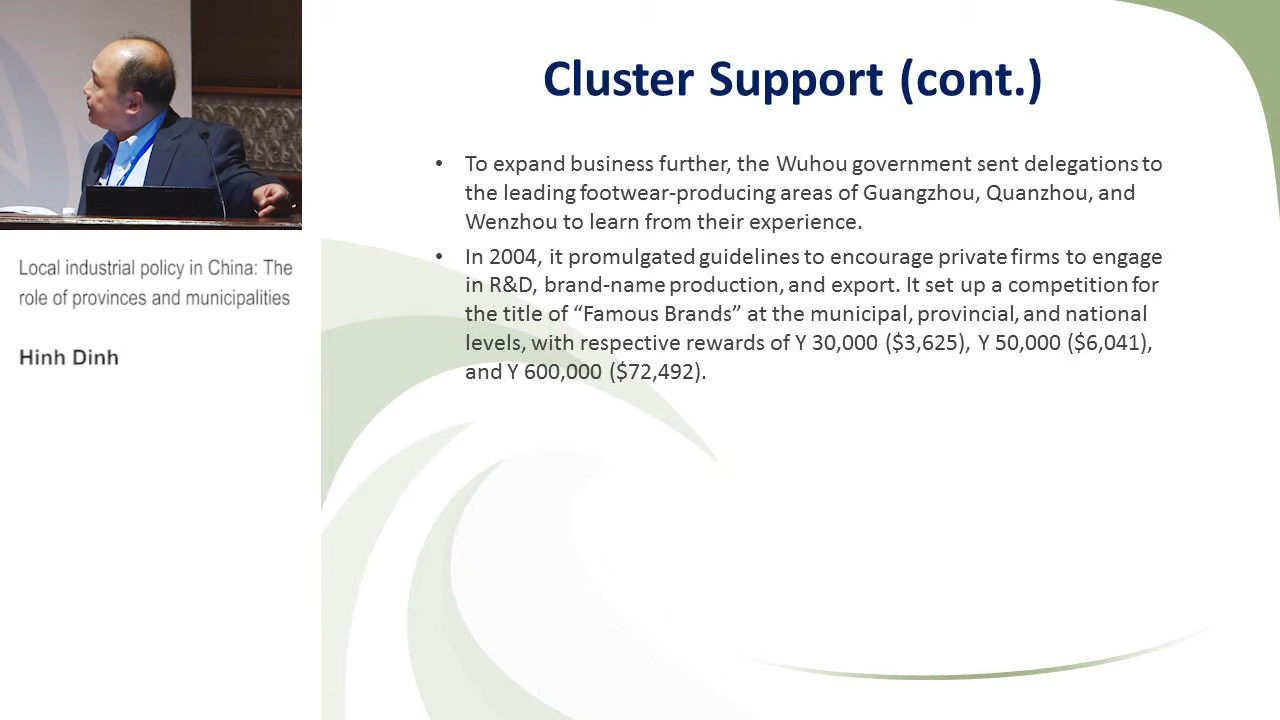 Local industrial policy in China: The
role of provinces and municipalities
Hinh Dinh
Cluster Support (cont.)
• To expand business further, the Wuhou government sent delegations to
the leading footwear-producing areas of Guangzhou, Quanzhou, and
Wenzhou to learn from their experience.
• In 2004, it promulgated guidelines to encourage private firms to engage
in R&D, brand-name production, and export. It set up a competition for
the title of “Famous Brands” at the municipal, provincial, and national
levels, with respective rewards of Y 30,000 ($3,625), Y 50,000 ($6,041),
and Y 600,000 ($72,492).